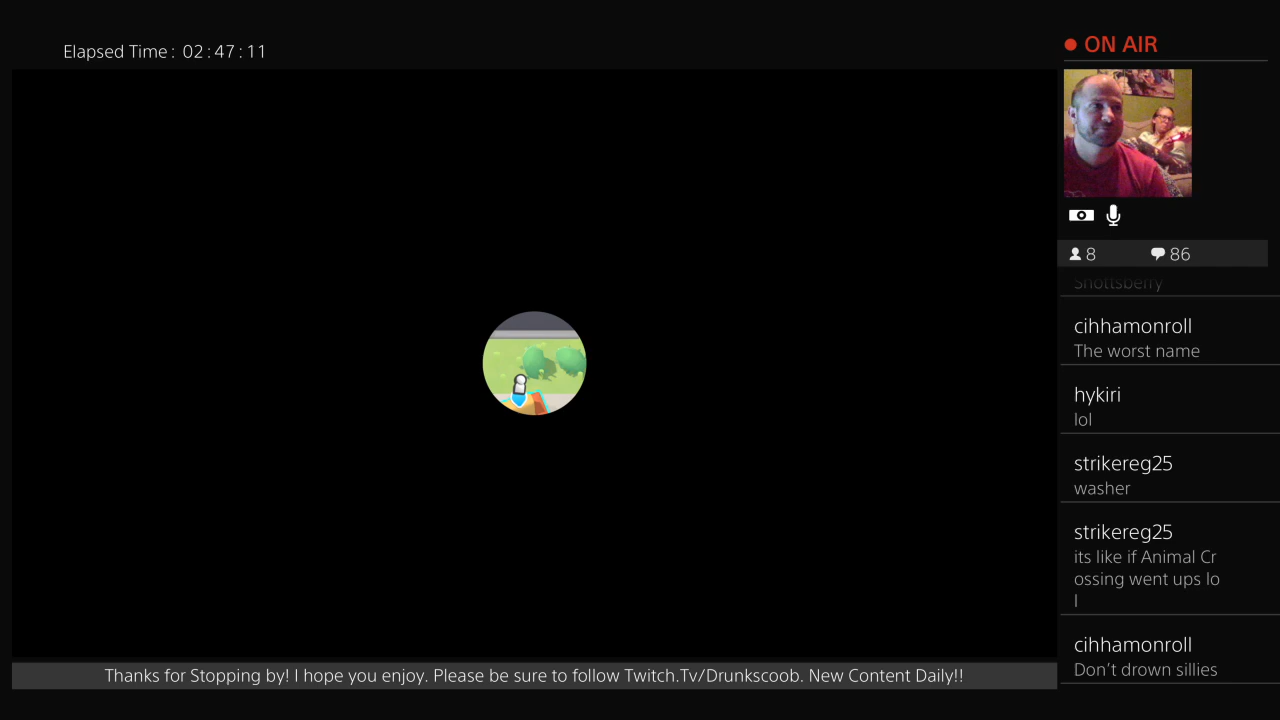 Elapsed Time : 02 : 47 : 11
ON AIR
8
86
Shottsberry
cihhamonroll
The worst name
hykiri
lol
strikereg25
washer
strikereg25
its like if Animal Cr
ossing went ups lo
l
cihhamonroll
Don't drown sillies
Thanks for Stopping by! I hope you enjoy. Please be sure to follow Twitch.Tv/Drunkscoob. New Content Daily!!